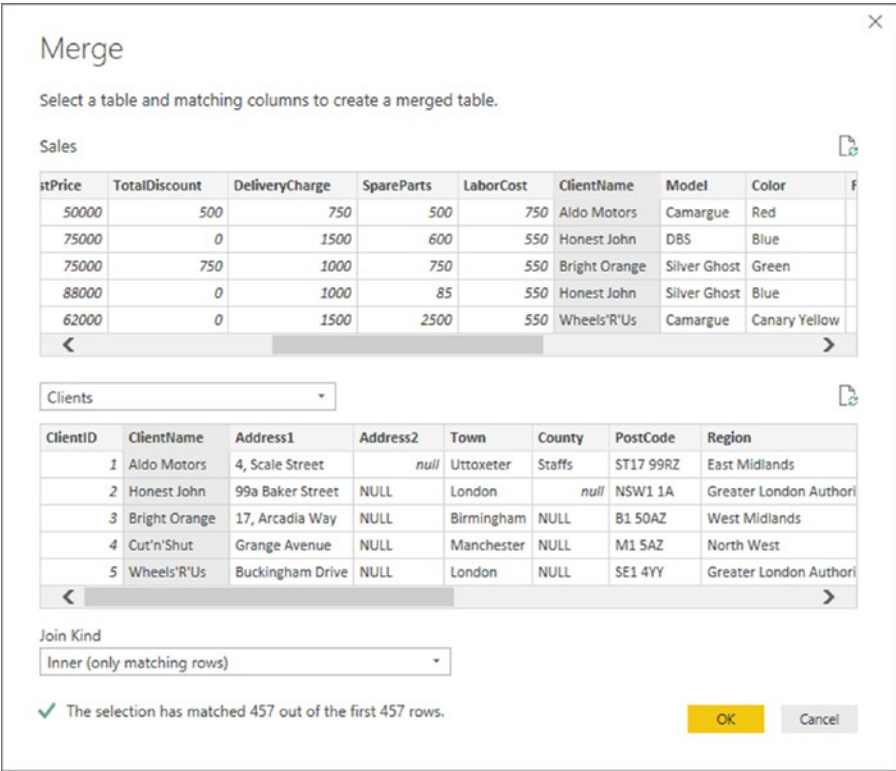 Merge
Select a table and matching columns to create a merged table.
Sales
stPrice TotalDiscount DeliveryCharge SpareParts LaborCost ClientName Model Color F
50000 500 750 500 750 Aldo Motors Camargue Red
75000 0 1500 600 550 Honest John DBS Blue
75000 750 1000 750 550 Bright Orange Silver Ghost Green
88000 0 1000 85 550 Honest John Silver Ghost Blue
62000 0 1500 2500 550 Wheels'R'Us Camargue Canary Yellow
Clients
ClientID ClientName Address1 Address2 Town County PostCode Region
1 Aldo Motors 4, Scale Street null Uttoxeter Staffs ST17 99RZ East Midlands
2 Honest John 99a Baker Street NULL London null NSW1 1A Greater London Authori
3 Bright Orange 17, Arcadia Way NULL Birmingham NULL B1 50AZ West Midlands
4 Cut'n'Shut Grange Avenue NULL Manchester NULL M1 5AZ North West
5 Wheels'R'Us Buckingham Drive NULL London NULL SE1 4YY Greater London Authori
Join Kind
Inner (only matching rows)
The selection has matched 457 out of the first 457 rows.
OK Cancel